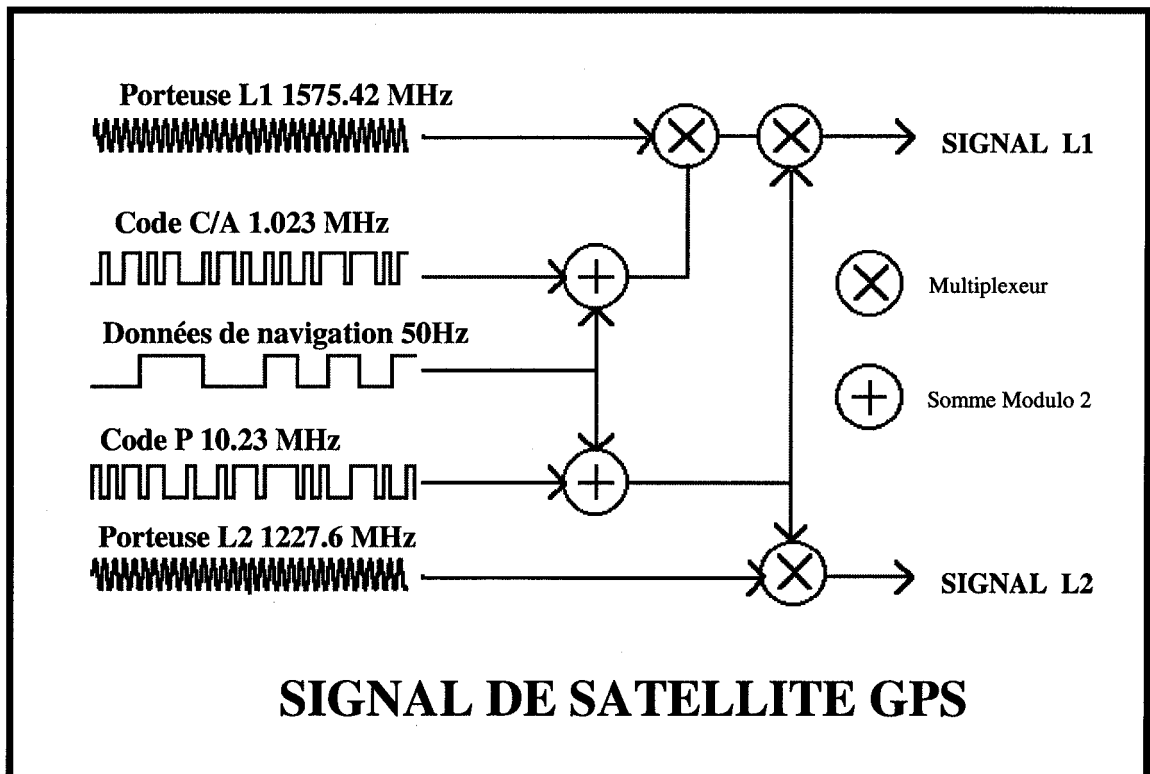 Porteuse L1 1575.42 MHz
SIGNAL L1
Code C/A 1.023 MHz
Multiplexeur
Données de navigation 50Hz
Somme Modulo 2
Code P 10.23 MHz
Porteuse L2 1227.6 MHz
SIGNAL L2
SIGNAL DE SATELLITE GPS